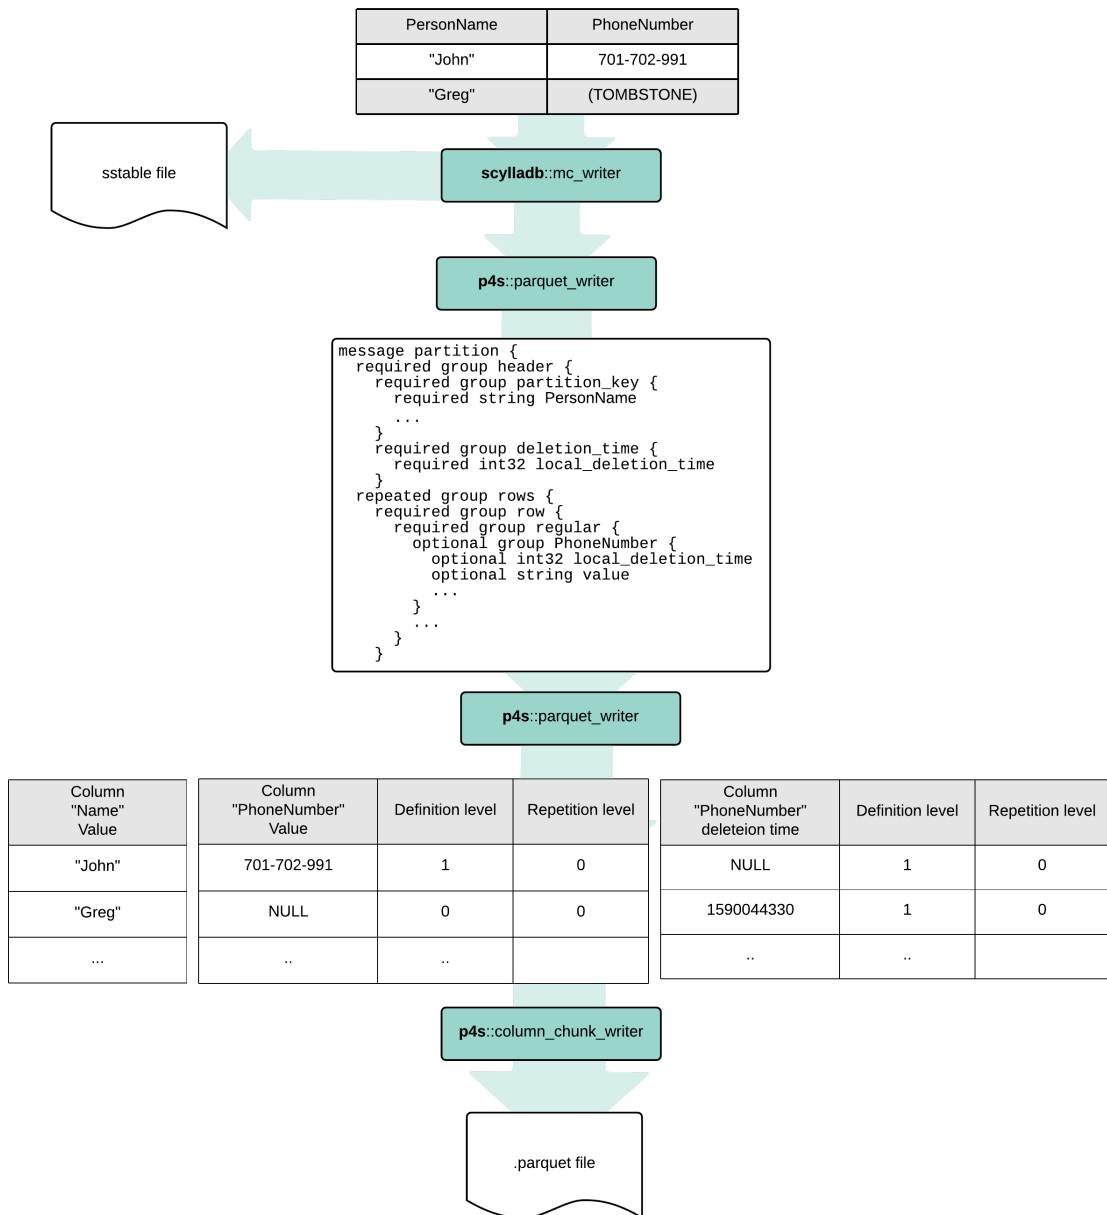 PersonName PhoneNumber
"John" 701-702-991
"Greg" (TOMBSTONE)
sstable file
scylladb::mc_writer
p4s::parquet_writer
message partition {
  required group header {
    required group partition_key {
      required string PersonName
      ...
    }
    required group deletion_time {
      required int32 local_deletion_time
    }
  repeated group rows {
    required group row {
      required group regular {
        optional group PhoneNumber {
          optional int32 local_deletion_time
          optional string value
          ...
        }
        ...
      }
    }
p4s::parquet_writer
Column
"Name"
Value
"John"
"Greg"
...
Column
"PhoneNumber"
Value
Definition level Repetition level
701-702-991 1 0
NULL 0 0
.. ..
Column
"PhoneNumber"
deleteion time
Definition level Repetition level
NULL 1 0
1590044330 1 0
.. ..
p4s::column_chunk_writer
.parquet file